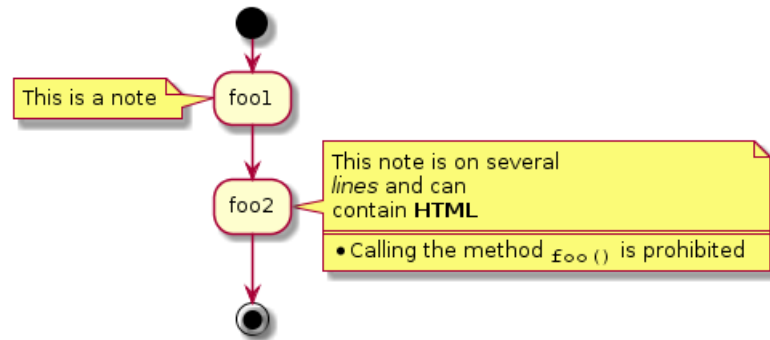 This is a note
foo1
This note is on several
lines and can
contain HTML
foo2
• Calling the method foo() is prohibited